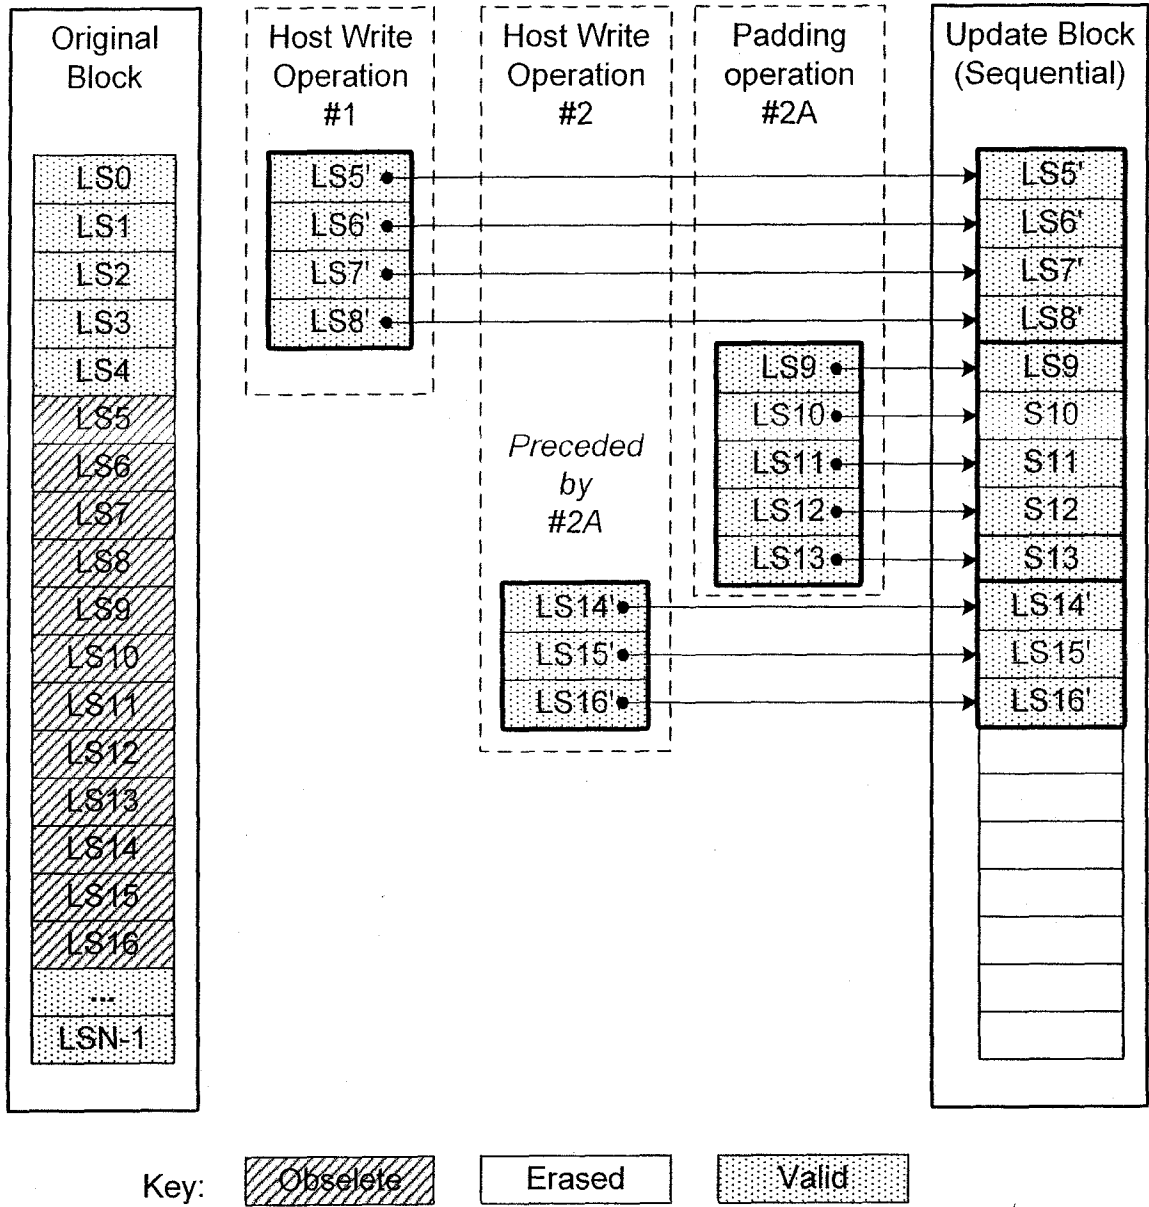 Original
Block
LS0
LS1
LS2
LS3
LS4
LS5
LS6
LS7
LS8
LS9
LS10
LS11
LS12
LS13
LS14
LS15
LS16
...
LSN-1
Host Write
Operation
#1
LS5'
LS6'
LS7'
LS8'
Host Write
Operation
#2
Preceded
by
#2A
LS14'
LS15'
LS16'
Padding
operation
#2A
LS9
LS10
LS11
LS12
LS13
Update Block
(Sequential)
LS5'
LS6'
LS7'
LS8'
LS9
S10
S11
S12
S13
LS14'
LS15'
LS16'
Key:
Obselete
Erased
Valid